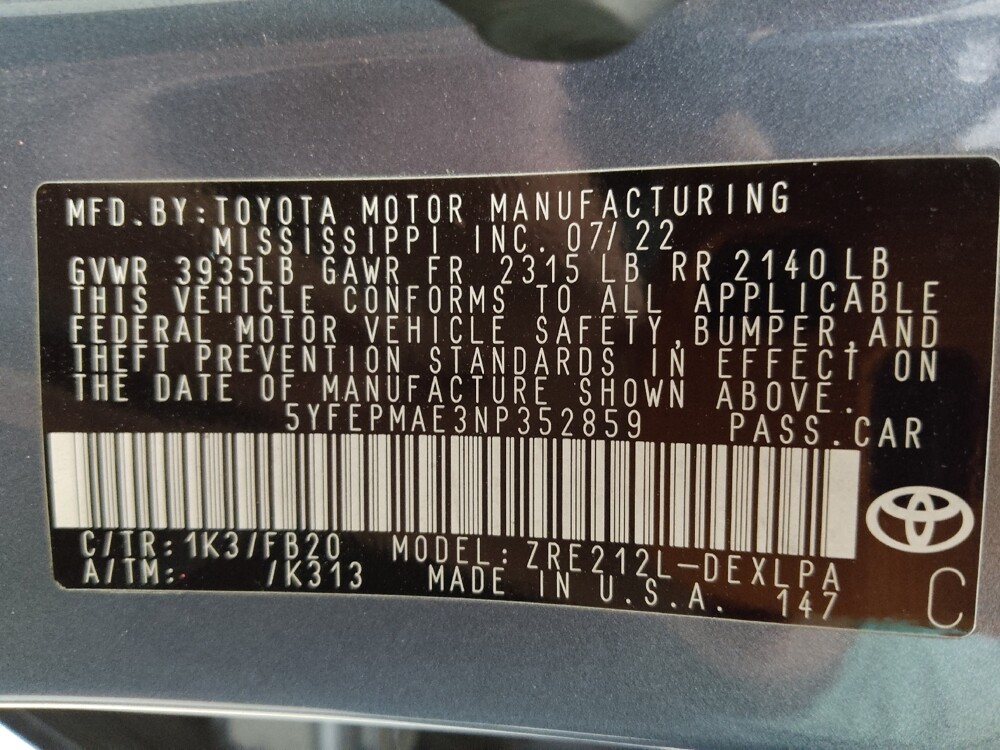 MFD.BY:TOYOTA MOTOR MANUFACTURING
MISSISSIPPI INC. 07/22
GVWR 3935LB GAWR FR 2315 LB RR 2140 LB
THIS VEHICLE CONFORMS TO ALL APPLICABLE
FEDERAL MOTOR VEHICLE SAFETY,BUMPER,AND
THEFT PREVENTION STANDARDS IN EFFECT ON
THE DATE OF MANUFACTURE SHOWN ABOVE.
5YFEPMAE3NP352859 PASS.CAR
C/TR:1K3/FB20 MODEL:ZRE212L-DEXLPA
A/TM: /K313 MADE IN U.S.A. 147 C